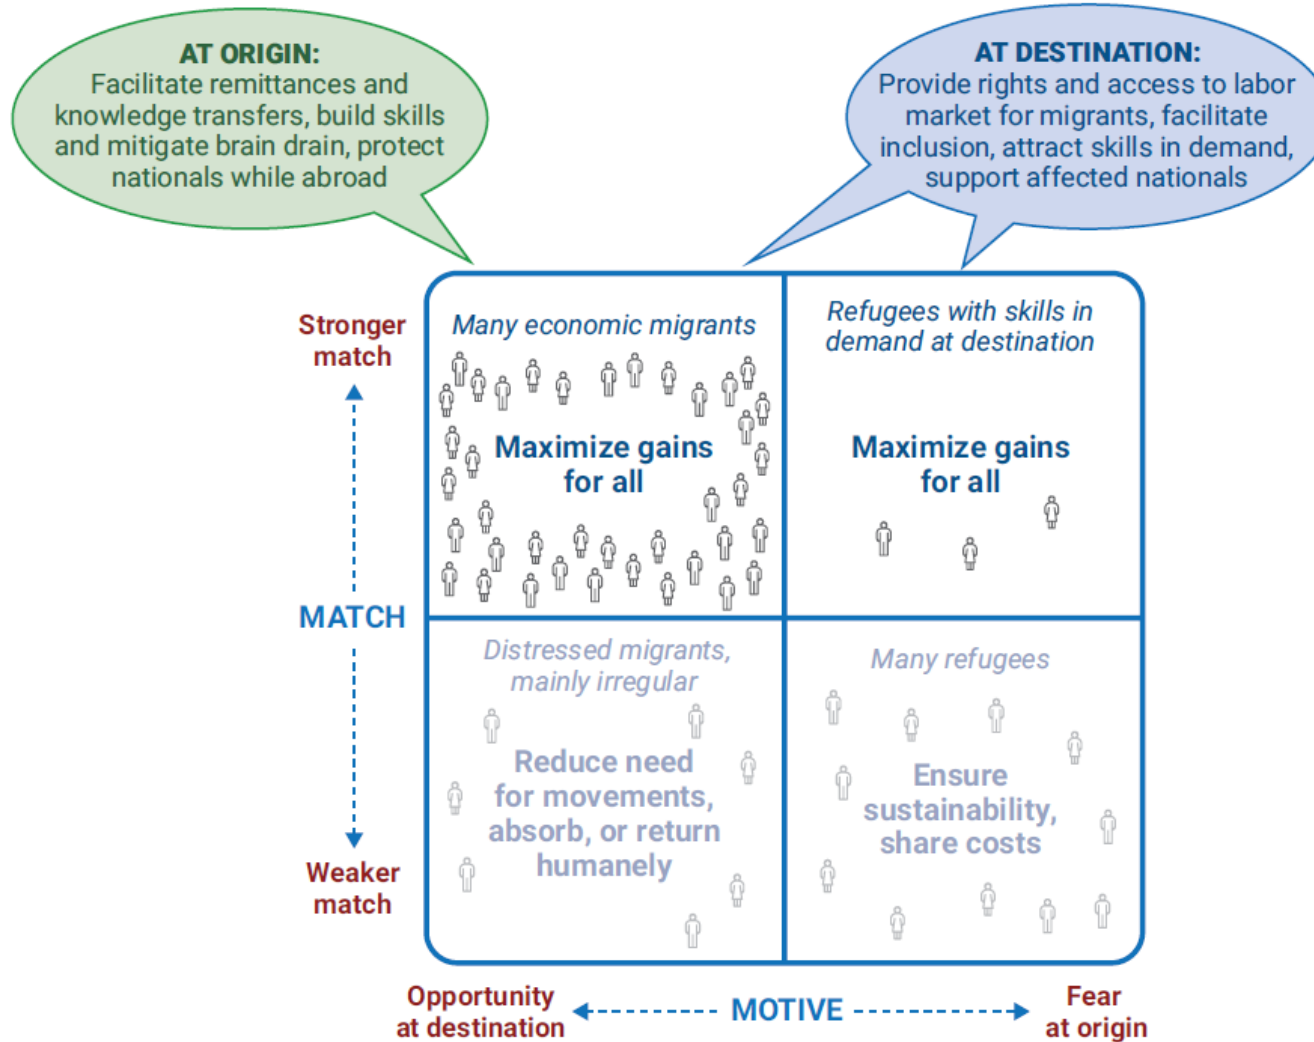 AT ORIGIN:
Facilitate remittances and
knowledge transfers, build skills
and mitigate brain drain, protect
nationals while abroad
AT DESTINATION:
Provide rights and access to labor
market for migrants, facilitate
inclusion, attract skills in demand,
support affected nationals
Stronger
match
MATCH
Weaker
match
Many economic migrants
Maximize gains
for all
Refugees with skills in
demand at destination
Maximize gains
for all
Distressed migrants,
mainly irregular
Reduce need
for movements,
absorb, or return
humanely
Many refugees
Ensure
sustainability,
share costs
Opportunity
at destination
MOTIVE
Fear
at origin